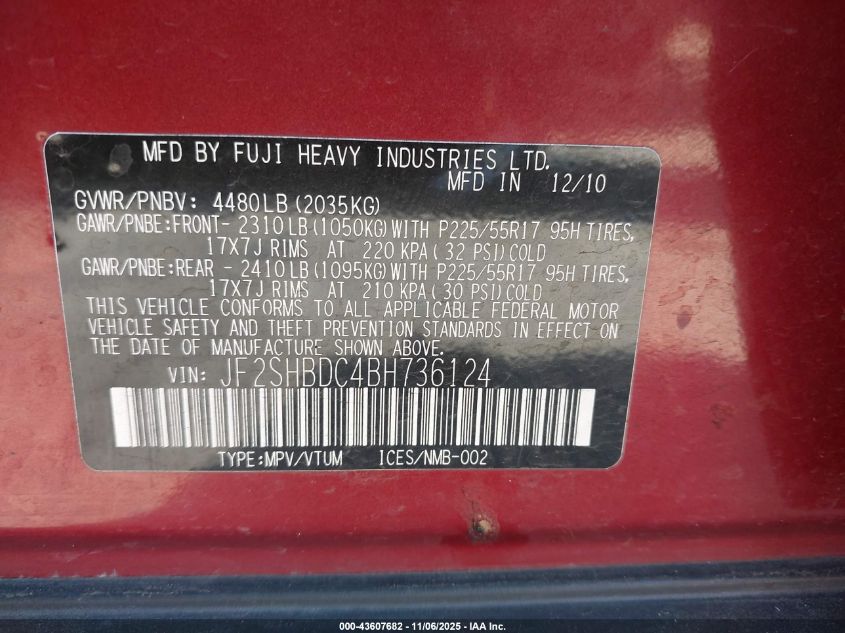 MFD BY FUJI HEAVY INDUSTRIES LTD.
MFD IN 12/10
GVWR/PNBV: 4480LB(2035KG)
GAWR/PNBE:FRONT- 2310LB(1050KG)WITH P225/55R17 95H TIRES,
17X7J RIMS AT 220 KPA(32 PSI)COLD
GAWR/PNBE:REAR - 2410LB(1095KG)WITH P225/55R17 95H TIRES,
17X7J RIMS AT 210 KPA(30 PSI)COLD
THIS VEHICLE CONFORMS TO ALL APPLICABLE FEDERAL MOTOR
VEHICLE SAFETY AND THEFT PREVENTION STANDARDS IN EFFECT ON
THE DATE OF MANUFACTURE SHOWN ABOVE.
VIN: JF2SHBDC4BH736124
TYPE:MPV/VTUM ICES/NMB-002
000-43607682 - 11/06/2025 - IAA Inc.